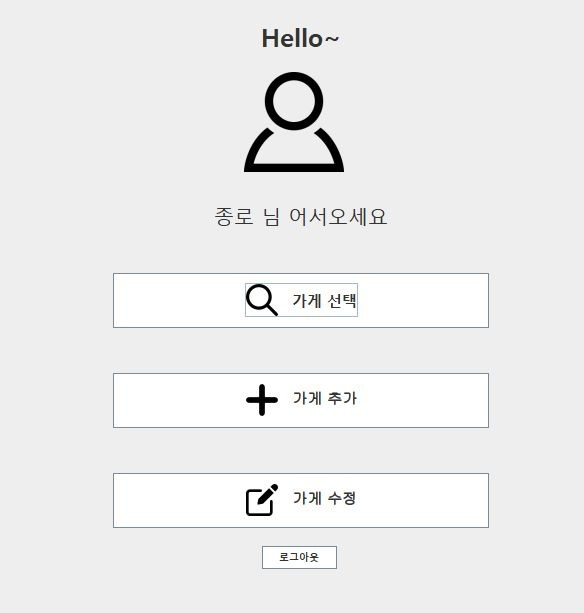 Hello~
종로 님 어서오세요
가게 선택
가게 추가
가게 수정
로그아웃